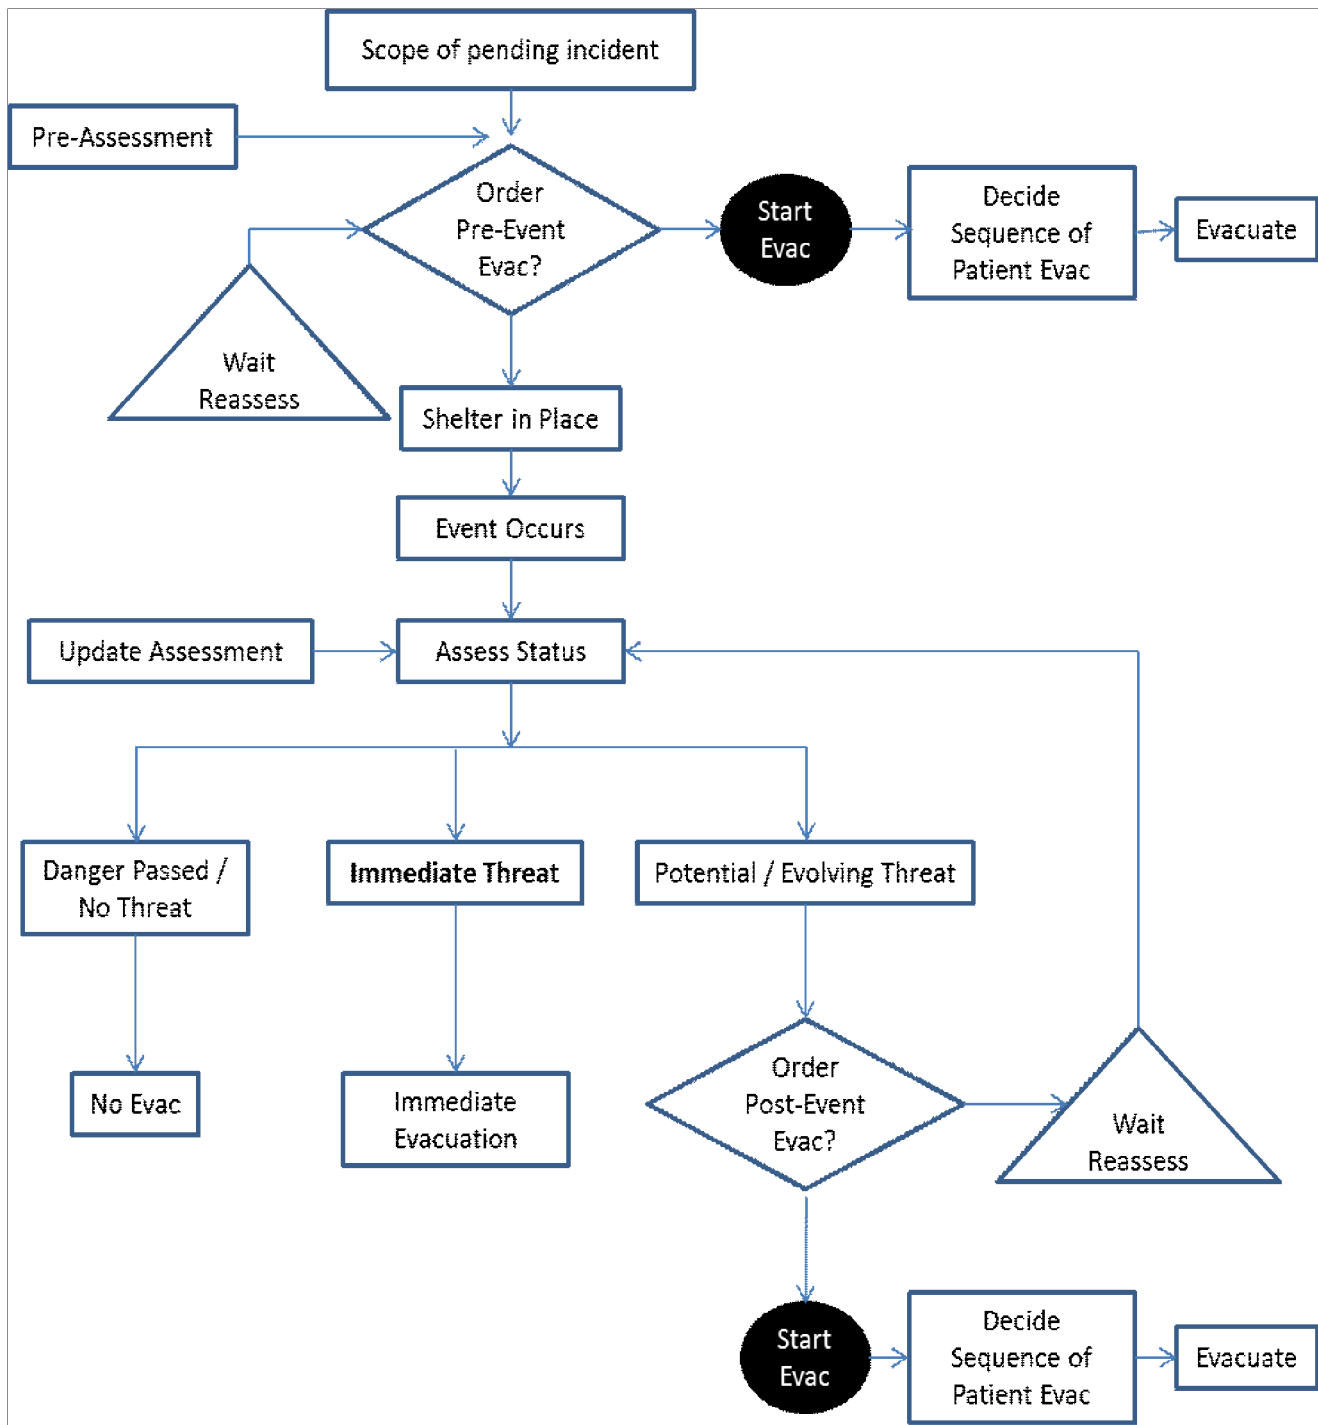 Scope of pending incident
Pre-Assessment
Order
Pre-Event
Evac?
Start
Evac
Decide
Sequence of
Patient Evac
Evacuate
Wait
Reassess
Shelter in Place
Event Occurs
Update Assessment
Assess Status
Danger Passed /
No Threat
Immediate Threat
Potential / Evolving Threat
No Evac
Immediate
Evacuation
Order
Post-Event
Evac?
Wait
Reassess
Start
Evac
Decide
Sequence of
Patient Evac
Evacuate